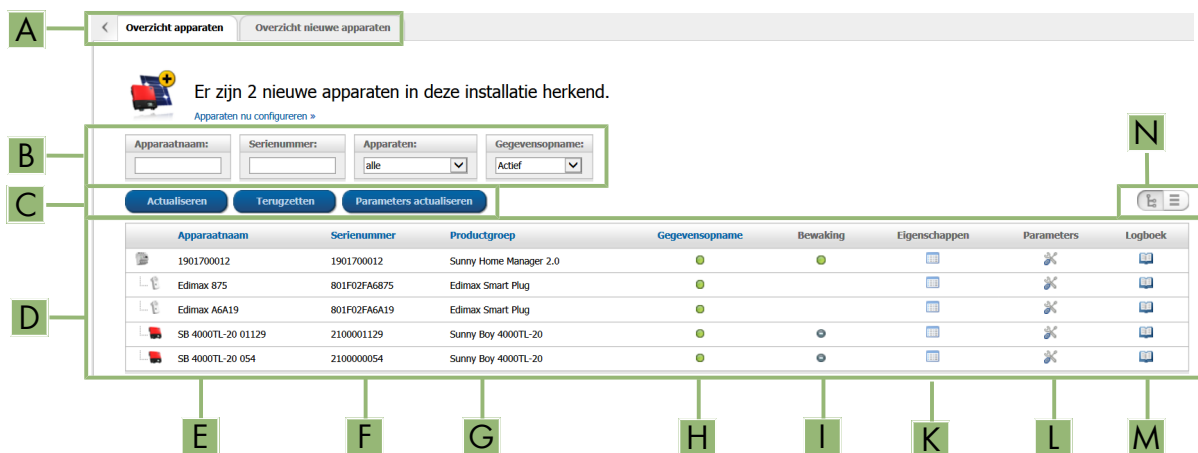 A
Overzicht apparaten Overzicht nieuwe apparaten
Er zijn 2 nieuwe apparaten in deze installatie herkend.
Apparaten nu configureren »
B
Apparaatnaam: Serienummer: Apparaten: Gegevensopname:
alle Actief
N
C
Actualiseren Terugzetten Parameters actualiseren
D
Apparaatnaam Serienummer Productgroep Gegevensopname Bewaking Eigenschappen Parameters Logboek
1901700012 1901700012 Sunny Home Manager 2.0
Edimax 875 801F02FA6875 Edimax Smart Plug
Edimax A6A19 801F02FA6A19 Edimax Smart Plug
SB 4000TL-20 01129 2100001129 Sunny Boy 4000TL-20
SB 4000TL-20 054 2100000054 Sunny Boy 4000TL-20
E F G H I K L M